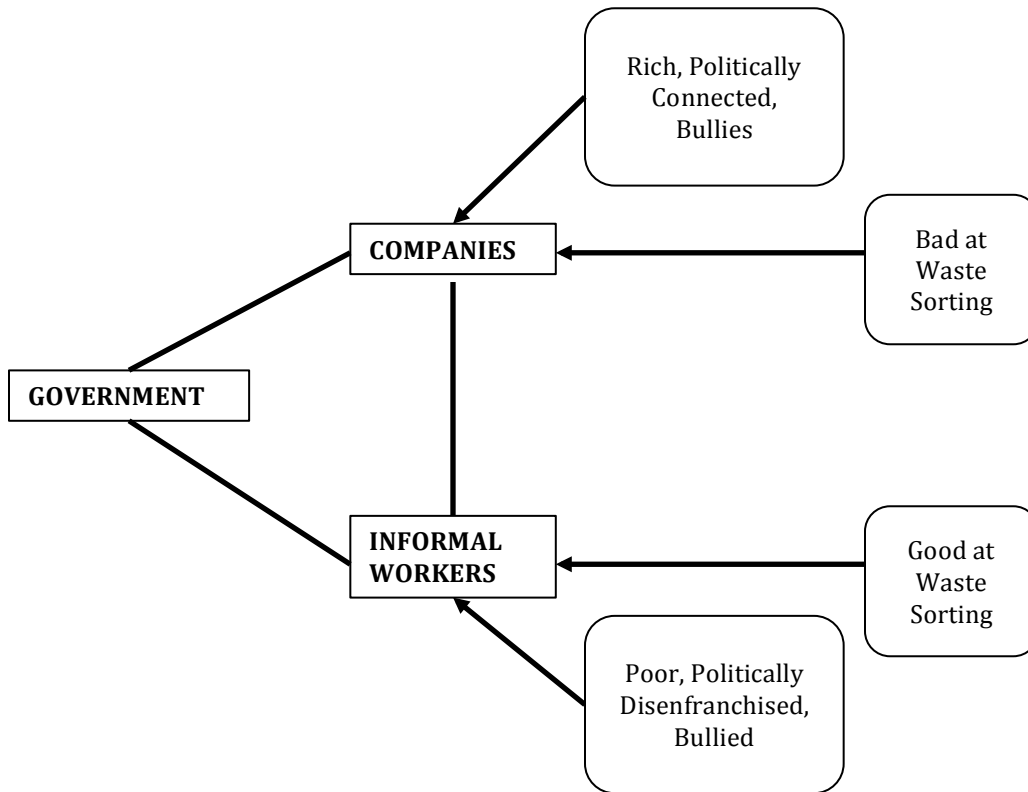 Rich, Politically
Connected,
Bullies
COMPANIES
Bad at
Waste
Sorting
GOVERNMENT
INFORMAL
WORKERS
Good at
Waste
Sorting
Poor, Politically
Disenfranchised,
Bullied